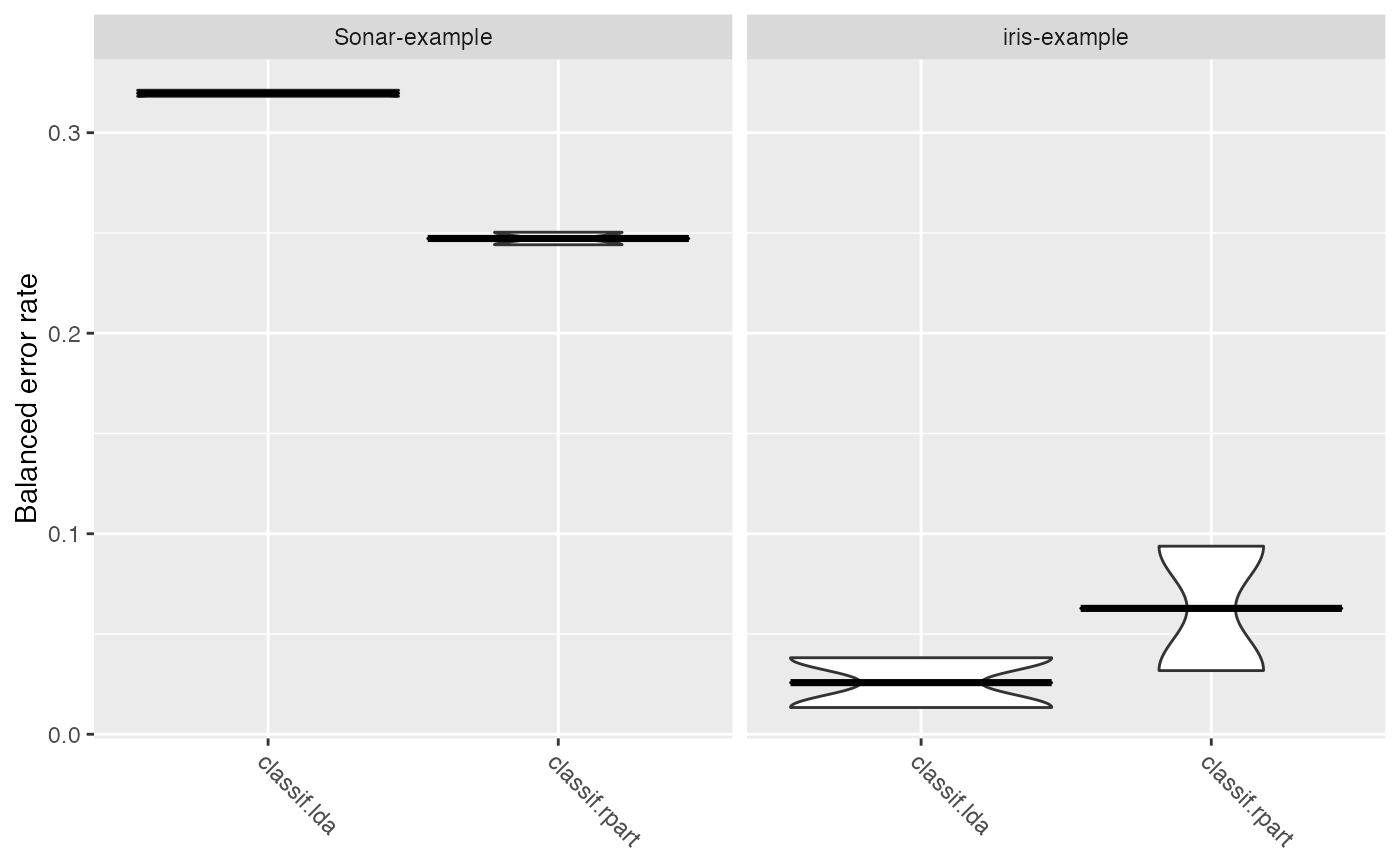 Sonar-example
iris-example
Balanced error rate
0.3
0.2
0.1
0.0
classif.lda
classif.rpart
classif.lda
classif.rpart